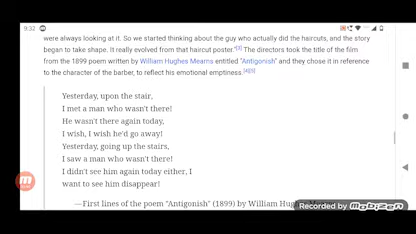 9:32
were always looking at it. So we started thinking about the guy who actually did the haircuts, and the story
began to take shape. It really evolved from that haircut poster."[3] The directors took the title of the film
from the 1899 poem written by William Hughes Mearns entitled "Antigonish" and they chose it in reference
to the character of the barber, to reflect his emotional emptiness.[4][5]
Yesterday, upon the stair,
I met a man who wasn't there!
He wasn't there again today,
I wish, I wish he'd go away!
Yesterday, going up the stairs,
I saw a man who wasn't there!
I didn't see him again today either, I
want to see him disappear!
—First lines of the poem "Antigonish" (1899) by William
Recorded by MOBIZEN